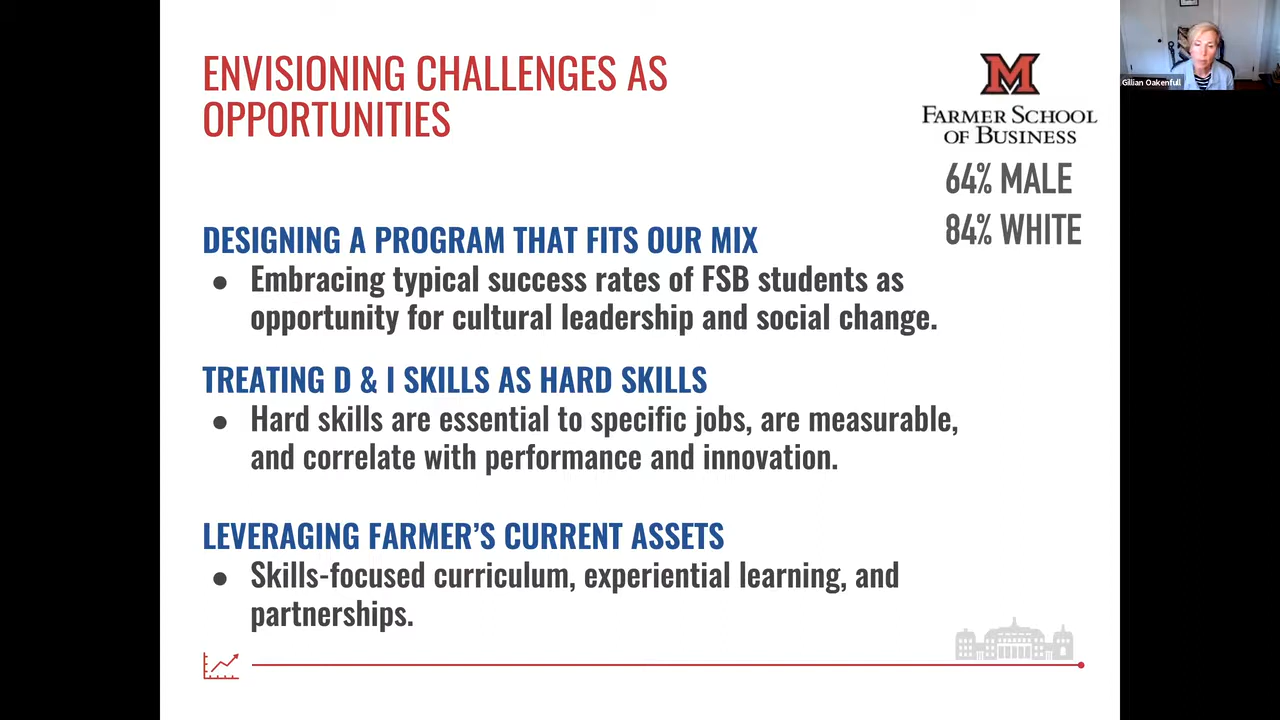 ENVISIONING CHALLENGES AS
OPPORTUNITIES
M
FARMER SCHOOL
OF BUSINESS
64% MALE
84% WHITE
DESIGNING A PROGRAM THAT FITS OUR MIX
● Embracing typical success rates of FSB students as
opportunity for cultural leadership and social change.
TREATING D & I SKILLS AS HARD SKILLS
● Hard skills are essential to specific jobs, are measurable,
and correlate with performance and innovation.
LEVERAGING FARMER’S CURRENT ASSETS
● Skills-focused curriculum, experiential learning, and
partnerships.
Gillian Oakenfull